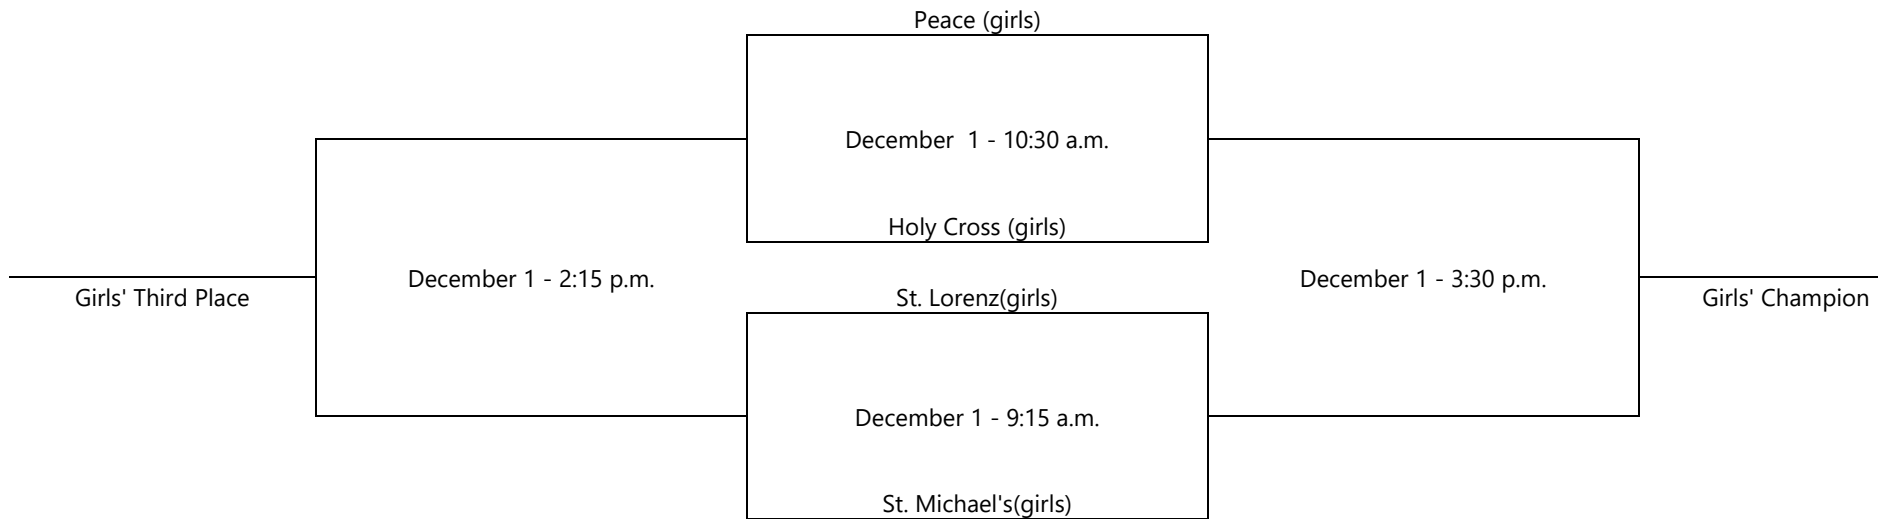 Peace (girls)
December  1 - 10:30 a.m.
Holy Cross (girls)
December 1 - 2:15 p.m.
December 1 - 3:30 p.m.
Girls' Third Place
St. Lorenz(girls)
Girls' Champion
December 1 - 9:15 a.m.
St. Michael's(girls)